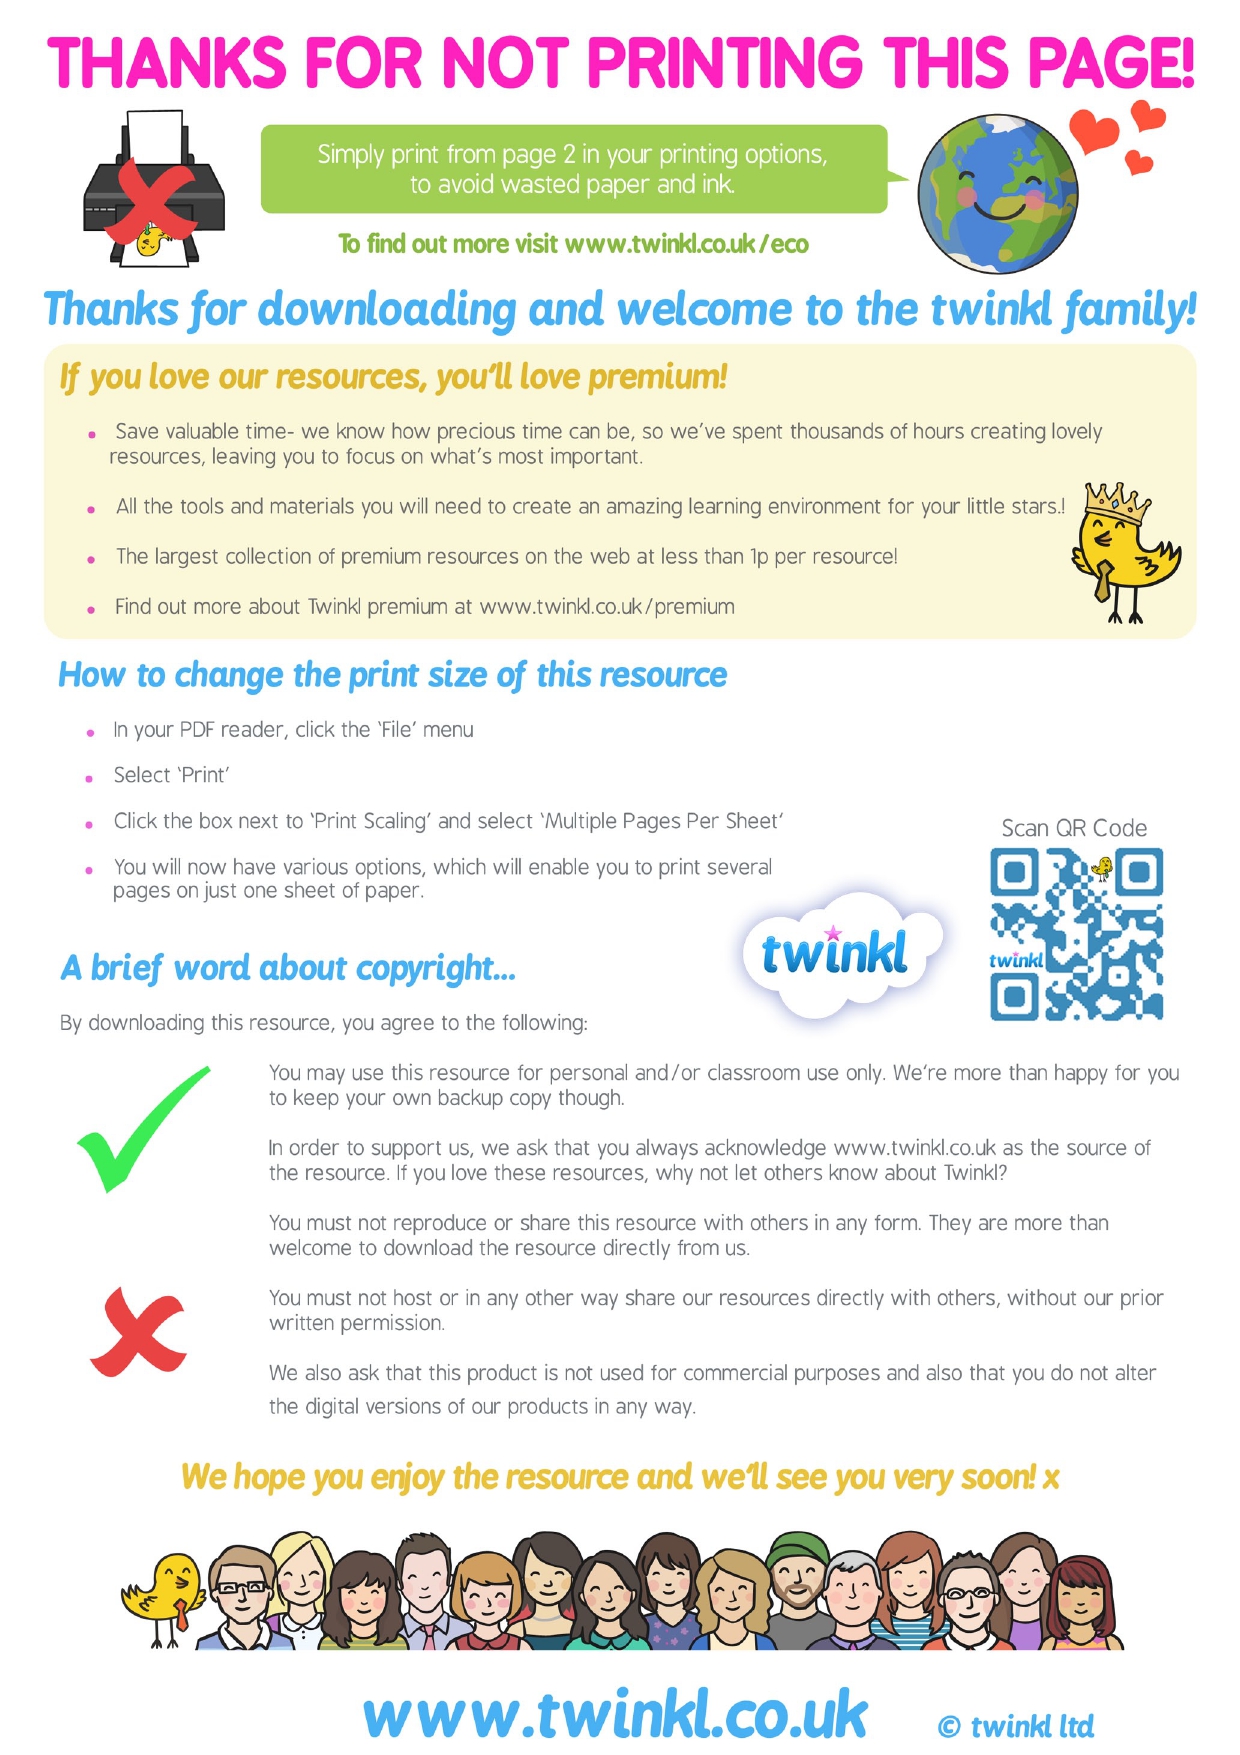 THANKS FOR NOT PRINTING THIS PAGE!
Simply print from page 2 in your printing options,
to avoid wasted paper and ink.
To find out more visit www.twinkl.co.uk/eco
Thanks for downloading and welcome to the twinkl family!
If you love our resources, you'll love premium!
• Save valuable time- we know how precious time can be, so we've spent thousands of hours creating lovely
resources, leaving you to focus on what's most important.
• All the tools and materials you will need to create an amazing learning environment for your little stars.!
• The largest collection of premium resources on the web at less than 1p per resource!
• Find out more about Twinkl premium at www.twinkl.co.uk/premium
How to change the print size of this resource
• In your PDF reader, click the 'File' menu
• Select 'Print'
• Click the box next to 'Print Scaling' and select 'Multiple Pages Per Sheet'
• You will now have various options, which will enable you to print several
pages on just one sheet of paper.
Scan QR Code
twinkl
twinkl
A brief word about copyright...
By downloading this resource, you agree to the following:
You may use this resource for personal and/or classroom use only. We're more than happy for you
to keep your own backup copy though.
In order to support us, we ask that you always acknowledge www.twinkl.co.uk as the source of
the resource. If you love these resources, why not let others know about Twinkl?
You must not reproduce or share this resource with others in any form. They are more than
welcome to download the resource directly from us.
You must not host or in any other way share our resources directly with others, without our prior
written permission.
We also ask that this product is not used for commercial purposes and also that you do not alter
the digital versions of our products in any way.
We hope you enjoy the resource and we'll see you very soon! x
www.twinkl.co.uk
© twinkl ltd